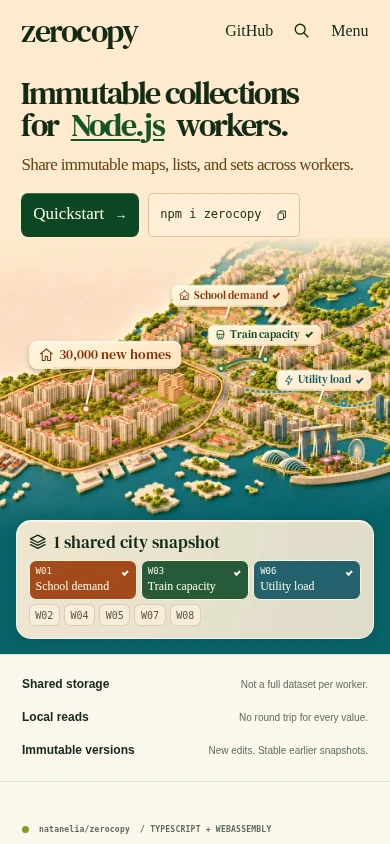 zerocopy GitHub Menu
Immutable collections
for Node.js workers.
Share immutable maps, lists, and sets across workers.
Quickstart → npm i zerocopy
School demand
Train capacity
30,000 new homes
Utility load
1 shared city snapshot
W01 W03 W06
School demand Train capacity Utility load
W02 W04 W05 W07 W08
Shared storage Not a full dataset per worker.
Local reads No round trip for every value.
Immutable versions New edits. Stable earlier snapshots.
natanelia/zerocopy / TYPESCRIPT + WEBASSEMBLY